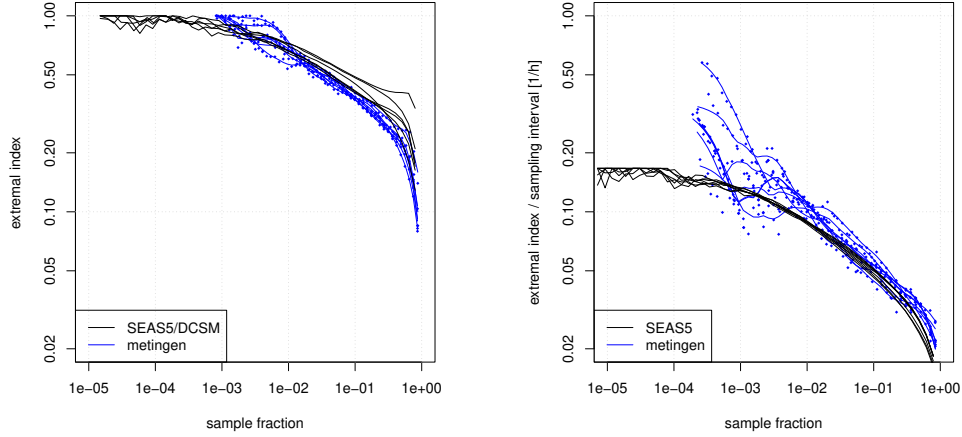 1.00
0.50
0.20
0.10
0.05
0.02
extremal index
SEAS5/DCSM
metingen
1e-05 1e-04 1e-03 1e-02 1e-01 1e+00
sample fraction
1.00
0.50
0.20
0.10
0.05
0.02
extremal index / sampling interval [1/h]
SEAS5
metingen
1e-05 1e-04 1e-03 1e-02 1e-01 1e+00
sample fraction